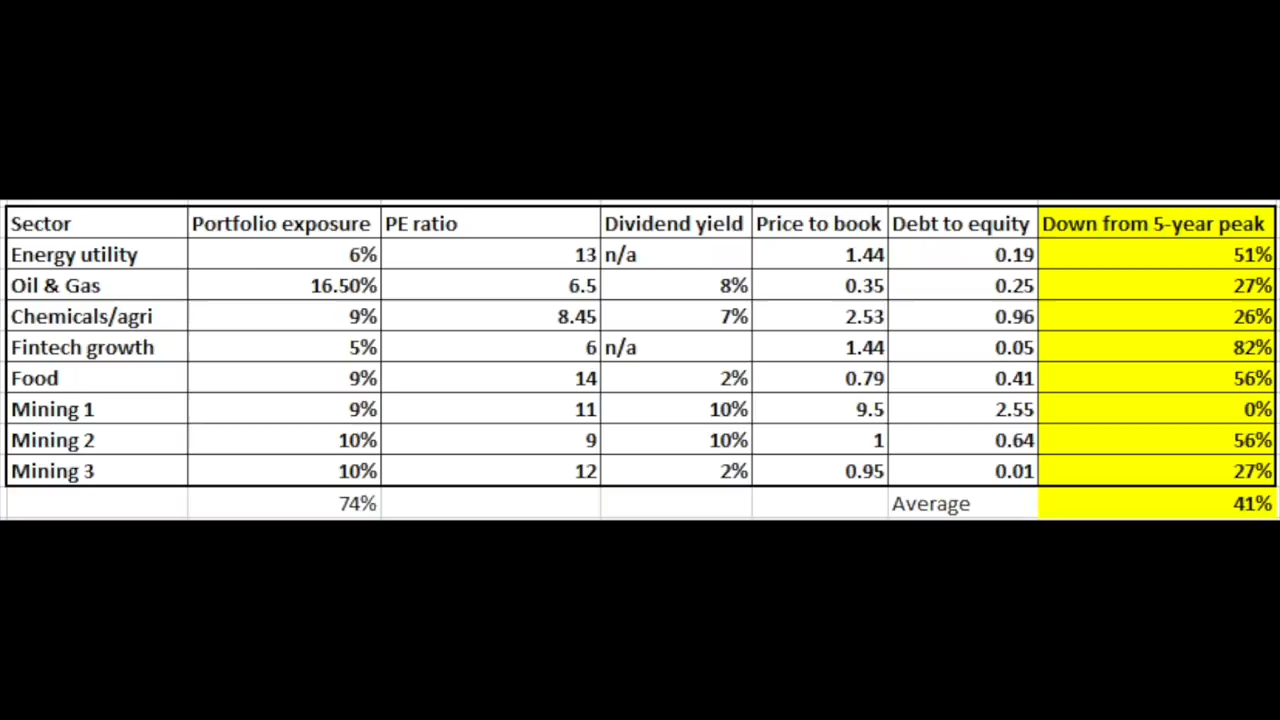 Sector Portfolio exposure PE ratio Dividend yield Price to book Debt to equity Down from 5-year peak
Energy utility 6% 13 n/a 1.44 0.19 51%
Oil & Gas 16.50% 6.5 8% 0.35 0.25 27%
Chemicals/agri 9% 8.45 7% 2.53 0.96 26%
Fintech growth 5% 6 n/a 1.44 0.05 82%
Food 9% 14 2% 0.79 0.41 56%
Mining 1 9% 11 10% 9.5 2.55 0%
Mining 2 10% 9 10% 1 0.64 56%
Mining 3 10% 12 2% 0.95 0.01 27%
74% Average 41%